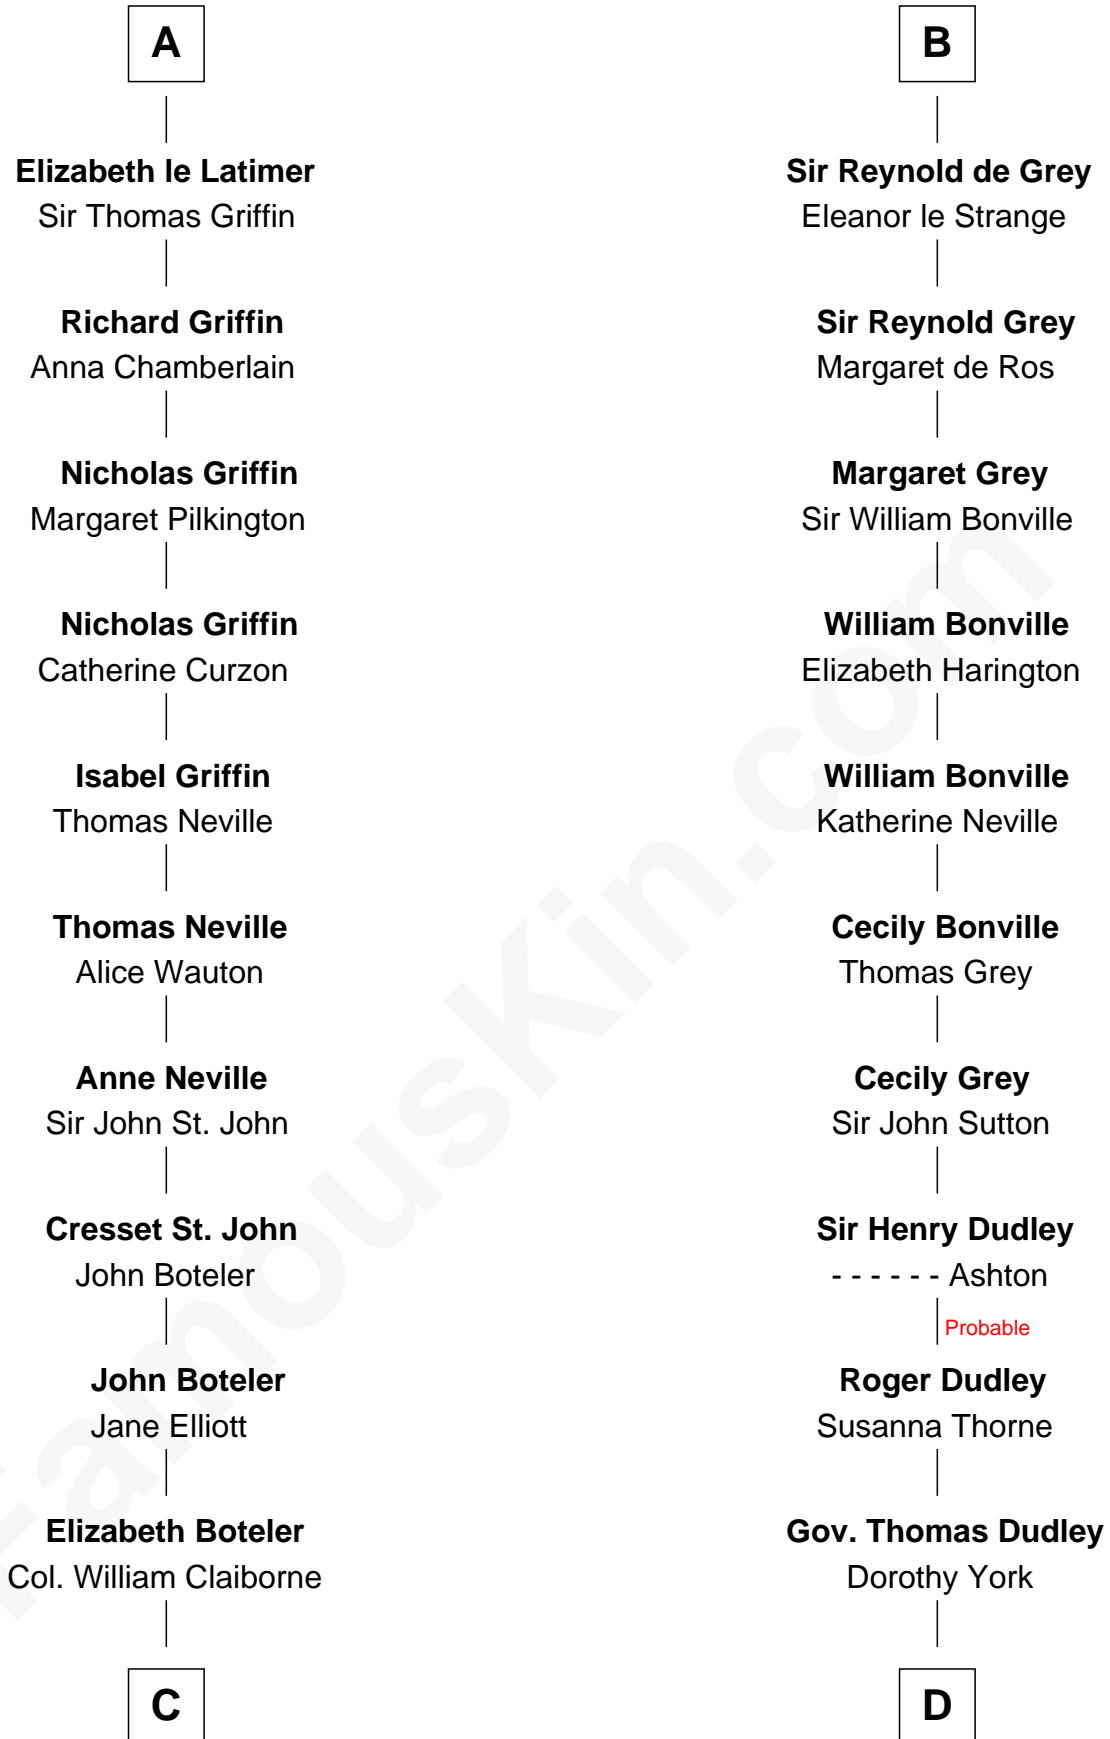 A
Elizabeth le Latimer
Sir Thomas Griffin
Richard Griffin
Anna Chamberlain
Nicholas Griffin
Margaret Pilkington
Nicholas Griffin
Catherine Curzon
Isabel Griffin
Thomas Neville
Thomas Neville
Alice Wauton
Anne Neville
Sir John St. John
Cresset St. John
John Boteler
John Boteler
Jane Elliott
Elizabeth Boteler
Col. William Claiborne
C
B
Sir Reynold de Grey
Eleanor le Strange
Sir Reynold Grey
Margaret de Ros
Margaret Grey
Sir William Bonville
William Bonville
Elizabeth Harington
William Bonville
Katherine Neville
Cecily Bonville
Thomas Grey
Cecily Grey
Sir John Sutton
Sir Henry Dudley
- - - - - - Ashton
Probable
Roger Dudley
Susanna Thorne
Gov. Thomas Dudley
Dorothy York
D
FamousKin.com